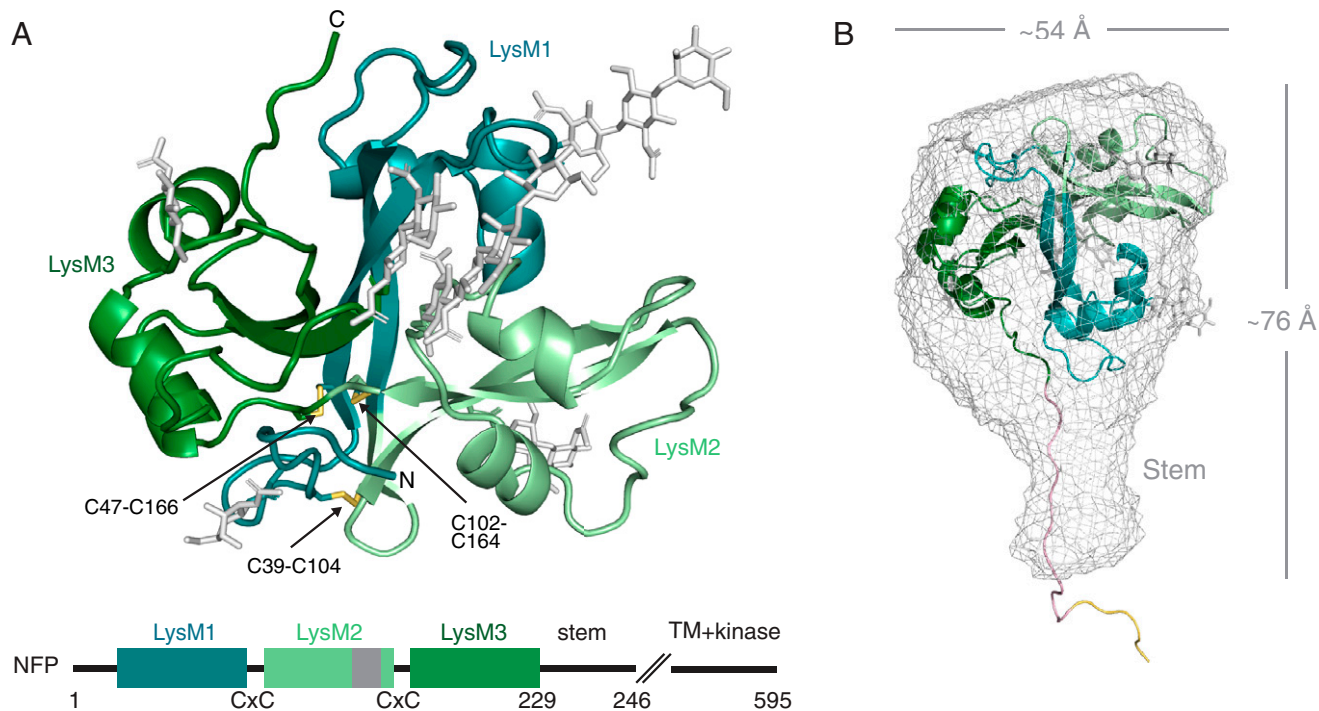 A
C
LysM1
LysM3
N
LysM2
C47-C166
C102-
C164
C39-C104
LysM1
LysM2
LysM3
stem
TM+kinase
NFP
1
CxC
CxC
229
246
595
B
~54 Å
~76 Å
Stem